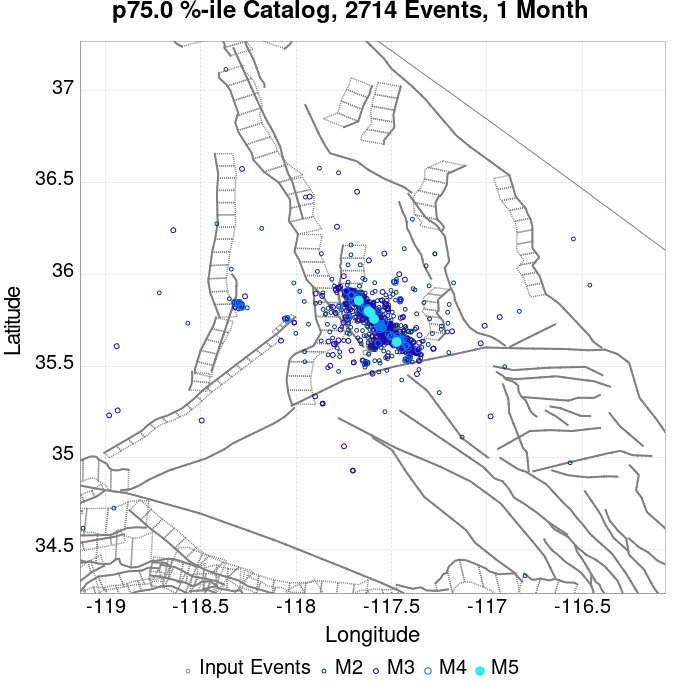 p75.0 %-ile Catalog, 2714 Events, 1 Month
37
36.5
36
35.5
35
34.5
Latitude
-119 -118.5 -118 -117.5 -117 -116.5
Longitude
Input Events M2 M3 M4 M5